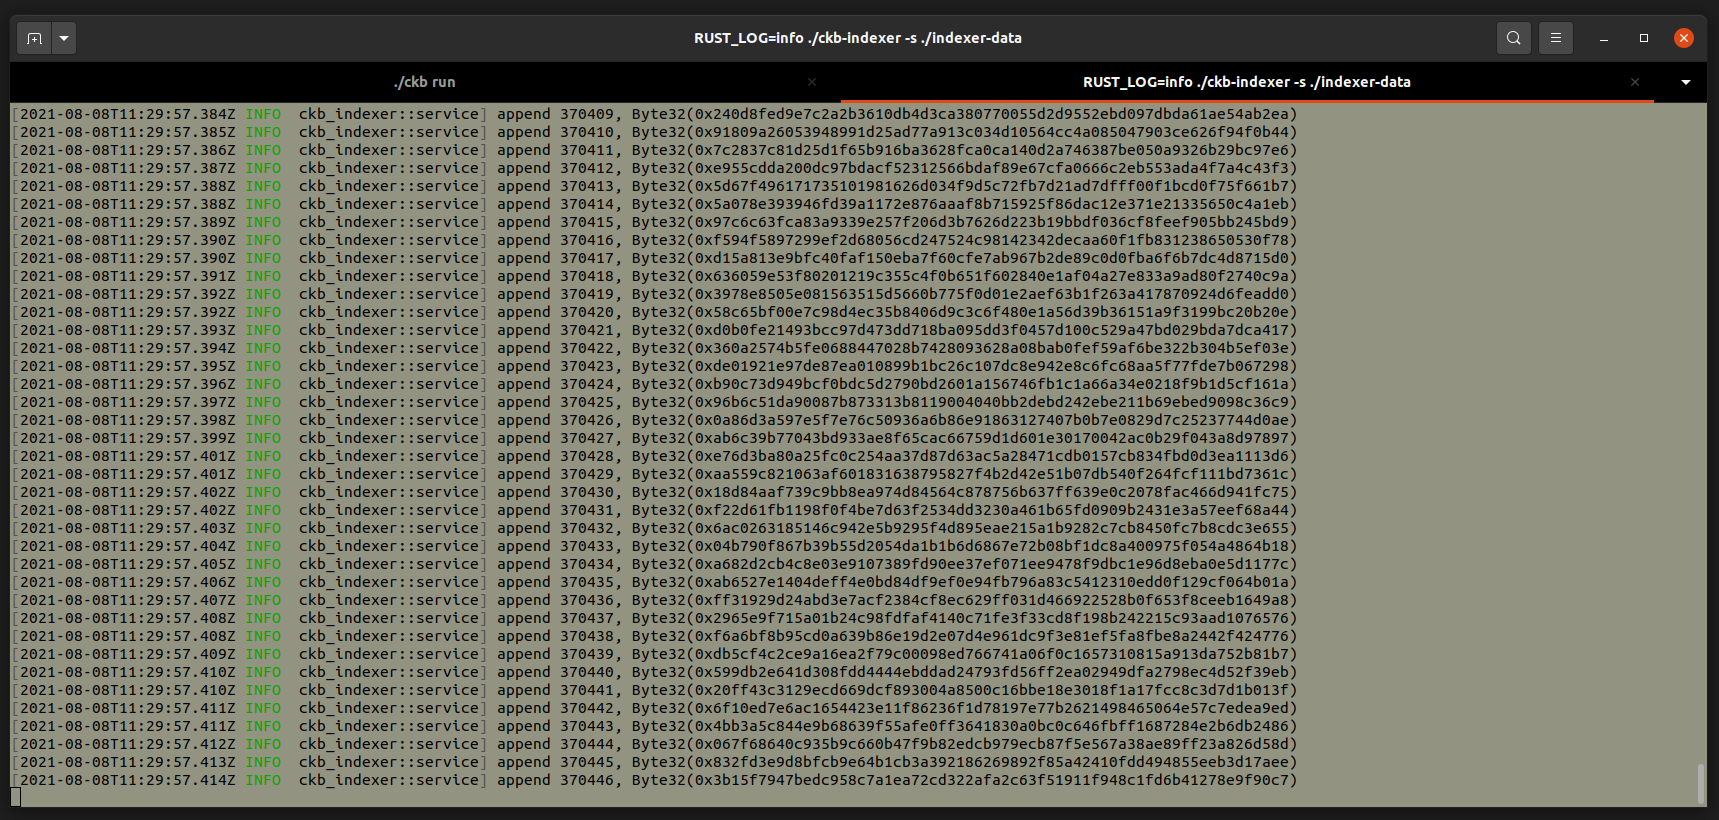 RUST_LOG=info ./ckb-indexer -s ./indexer-data
./ckb run
RUST_LOG=info ./ckb-indexer -s ./indexer-data
[2021-08-08T11:29:57.384Z INFO  ckb_indexer::service] append 370409, Byte32(0x240d8fed9e7c2a2b3610db4d3ca380770055d2d9552ebd097dbda61ae54ab2ea)
[2021-08-08T11:29:57.385Z INFO  ckb_indexer::service] append 370410, Byte32(0x91809a26053948991d25ad77a913c034d10564cc4a085047903ce626f94f0b44)
[2021-08-08T11:29:57.386Z INFO  ckb_indexer::service] append 370411, Byte32(0x7c2837c81d25d1f65b916ba3628fca0ca140d2a746387be050a9326b29bc97e6)
[2021-08-08T11:29:57.387Z INFO  ckb_indexer::service] append 370412, Byte32(0xe955cdda200dc97bdacf52312566bdaf89e67cfa0666c2eb553ada4f7a4c43f3)
[2021-08-08T11:29:57.388Z INFO  ckb_indexer::service] append 370413, Byte32(0x5d67f496171735101981626d034f9d5c72fb7d21ad7dfff00f1bcd0f75f661b7)
[2021-08-08T11:29:57.388Z INFO  ckb_indexer::service] append 370414, Byte32(0x5a078e393946fd39a1172e876aaaf8b715925f86dac12e371e21335650c4a1eb)
[2021-08-08T11:29:57.389Z INFO  ckb_indexer::service] append 370415, Byte32(0x97c6c63fca83a9339e257f206d3b7626d223b19bbdf036cf8feef905bb245bd9)
[2021-08-08T11:29:57.390Z INFO  ckb_indexer::service] append 370416, Byte32(0xf594f5897299ef2d68056cd247524c98142342decaa60f1fb831238650530f78)
[2021-08-08T11:29:57.390Z INFO  ckb_indexer::service] append 370417, Byte32(0xd15a813e9bfc40faf150eba7f60cfe7ab967b2de89c0d0fba6f6b7dc4d8715d0)
[2021-08-08T11:29:57.391Z INFO  ckb_indexer::service] append 370418, Byte32(0x636059e53f80201219c355c4f0b651f602840e1af04a27e833a9ad80f2740c9a)
[2021-08-08T11:29:57.392Z INFO  ckb_indexer::service] append 370419, Byte32(0x3978e8505e081563515d5660b775f0d01e2aef63b1f263a417870924d6feadd0)
[2021-08-08T11:29:57.392Z INFO  ckb_indexer::service] append 370420, Byte32(0x58c65bf00e7c98d4ec35b8406d9c3c6f480e1a56d39b36151a9f3199bc20b20e)
[2021-08-08T11:29:57.393Z INFO  ckb_indexer::service] append 370421, Byte32(0xd0b0fe21493bcc97d473dd718ba095dd3f0457d100c529a47bd029bda7dca417)
[2021-08-08T11:29:57.394Z INFO  ckb_indexer::service] append 370422, Byte32(0x360a2574b5fe0688447028b7428093628a08bab0fef59af6be322b304b5ef03e)
[2021-08-08T11:29:57.395Z INFO  ckb_indexer::service] append 370423, Byte32(0xde01921e97de87ea010899b1bc26c107dc8e942e8c6fc68aa5f77fde7b067298)
[2021-08-08T11:29:57.396Z INFO  ckb_indexer::service] append 370424, Byte32(0xb90c73d949bcf0bdc5d2790bd2601a156746fb1c1a66a34e0218f9b1d5cf161a)
[2021-08-08T11:29:57.397Z INFO  ckb_indexer::service] append 370425, Byte32(0x96b6c51da90087b873313b8119004040bb2debd242ebe211b69ebed9098c36c9)
[2021-08-08T11:29:57.398Z INFO  ckb_indexer::service] append 370426, Byte32(0x0a86d3a597e5f7e76c50936a6b86e91863127407b0b7e0829d7c25237744d0ae)
[2021-08-08T11:29:57.399Z INFO  ckb_indexer::service] append 370427, Byte32(0xab6c39b77043bd933ae8f65cac66759d1d601e30170042ac0b29f043a8d97897)
[2021-08-08T11:29:57.401Z INFO  ckb_indexer::service] append 370428, Byte32(0xe76d3ba80a25fc0c254aa37d87d63ac5a28471cdb0157cb834fbd0d3ea1113d6)
[2021-08-08T11:29:57.401Z INFO  ckb_indexer::service] append 370429, Byte32(0xaa559c821063af601831638795827f4b2d42e51b07db540f264fcf111bd7361c)
[2021-08-08T11:29:57.402Z INFO  ckb_indexer::service] append 370430, Byte32(0x18d84aaf739c9bb8ea974d84564c878756b637ff639e0c2078fac466d941fc75)
[2021-08-08T11:29:57.402Z INFO  ckb_indexer::service] append 370431, Byte32(0xf22d61fb1198f0f4be7d63f2534dd3230a461b65fd0909b2431e3a57eef68a44)
[2021-08-08T11:29:57.403Z INFO  ckb_indexer::service] append 370432, Byte32(0x6ac0263185146c942e5b9295f4d895eae215a1b9282c7cb8450fc7b8cdc3e655)
[2021-08-08T11:29:57.404Z INFO  ckb_indexer::service] append 370433, Byte32(0x04b790f867b39b55d2054da1b1b6d6867e72b08bf1dc8a400975f054a4864b18)
[2021-08-08T11:29:57.405Z INFO  ckb_indexer::service] append 370434, Byte32(0xa682d2cb4c8e03e9107389fd90ee37ef071ee9478f9dbc1e96d8eba0e5d1177c)
[2021-08-08T11:29:57.406Z INFO  ckb_indexer::service] append 370435, Byte32(0xab6527e1404deff4e0bd84df9ef0e94fb796a83c5412310edd0f129cf064b01a)
[2021-08-08T11:29:57.407Z INFO  ckb_indexer::service] append 370436, Byte32(0xff31929d24abd3e7acf2384cf8ec629ff031d466922528b0f653f8ceeb1649a8)
[2021-08-08T11:29:57.408Z INFO  ckb_indexer::service] append 370437, Byte32(0x2965e9f715a01b24c98fdfaf4140c71fe3f33cd8f198b242215c93aad1076576)
[2021-08-08T11:29:57.408Z INFO  ckb_indexer::service] append 370438, Byte32(0xf6a6bf8b95cd0a639b86e19d2e07d4e961dc9f3e81ef5fa8fbe8a2442f424776)
[2021-08-08T11:29:57.409Z INFO  ckb_indexer::service] append 370439, Byte32(0xdb5cf4c2ce9a16ea2f79c00098ed766741a06f0c1657310815a913da752b81b7)
[2021-08-08T11:29:57.410Z INFO  ckb_indexer::service] append 370440, Byte32(0x599db2e641d308fdd4444ebddad24793fd56ff2ea02949dfa2798ec4d52f39eb)
[2021-08-08T11:29:57.410Z INFO  ckb_indexer::service] append 370441, Byte32(0x20ff43c3129ecd669dcf893004a8500c16bbe18e3018f1a17fcc8c3d7d1b013f)
[2021-08-08T11:29:57.411Z INFO  ckb_indexer::service] append 370442, Byte32(0x6f10ed7e6ac1654423e11f86236f1d78197e77b2621498465064e57c7edea9ed)
[2021-08-08T11:29:57.411Z INFO  ckb_indexer::service] append 370443, Byte32(0x4bb3a5c844e9b68639f55afe0ff3641830a0bc0c646fbff1687284e2b6db2486)
[2021-08-08T11:29:57.412Z INFO  ckb_indexer::service] append 370444, Byte32(0x067f68640c935b9c660b47f9b82edcb979ecb87f5e567a38ae89ff23a826d58d)
[2021-08-08T11:29:57.413Z INFO  ckb_indexer::service] append 370445, Byte32(0x832fd3e9d8bfcb9e64b1cb3a392186269892f85a42410fdd494855eeb3d17aee)
[2021-08-08T11:29:57.414Z INFO  ckb_indexer::service] append 370446, Byte32(0x3b15f7947bedc958c7a1ea72cd322afa2c63f51911f948c1fd6b41278e9f90c7)